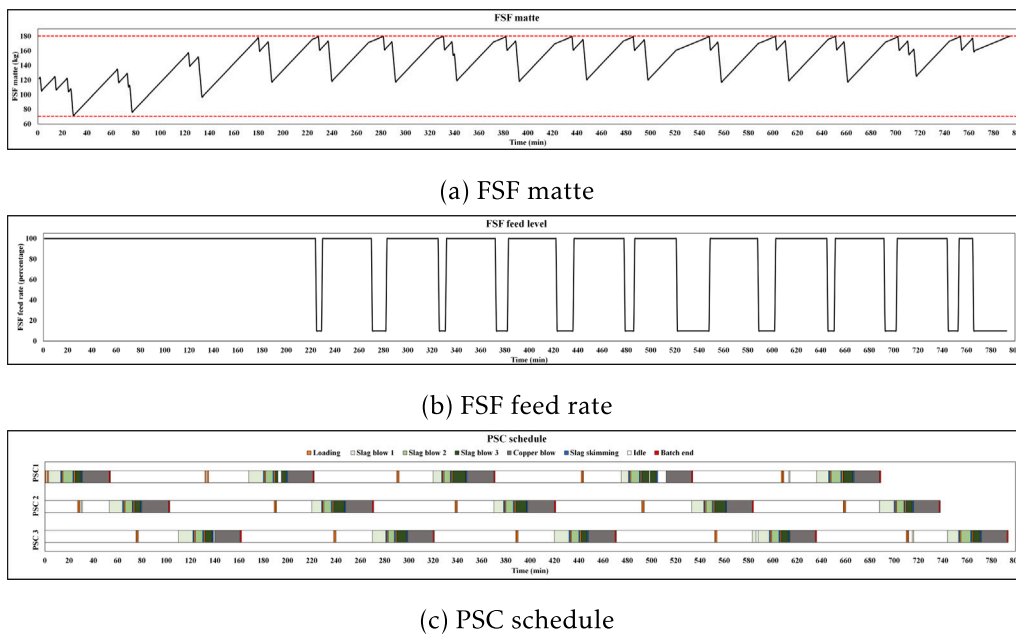 FSF matte
FSF matte (kg)
180
160
140
120
100
80
60
0 20 40 60 80 100 120 140 160 180 200 220 240 260 280 300 320 340 360 380 400 420 440 460 480 500 520 540 560 580 600 620 640 660 680 700 720 740 760 780 80
Time (min)
(a) FSF matte
FSF feed level
FSF feed rate (percentage)
100
80
60
40
20
0
0 20 40 60 80 100 120 140 160 180 200 220 240 260 280 300 320 340 360 380 400 420 440 460 480 500 520 540 560 580 600 620 640 660 680 700 720 740 760 780 80
Time (min)
(b) FSF feed rate
PSC schedule
Loading Slag blow 1 Slag blow 2 Slag blow 3 Copper blow Slag skimming Idle Batch end
PSC1
PSC 2
PSC 3
0 20 40 60 80 100 120 140 160 180 200 220 240 260 280 300 320 340 360 380 400 420 440 460 480 500 520 540 560 580 600 620 640 660 680 700 720 740 760 780 80
Time (min)
(c) PSC schedule